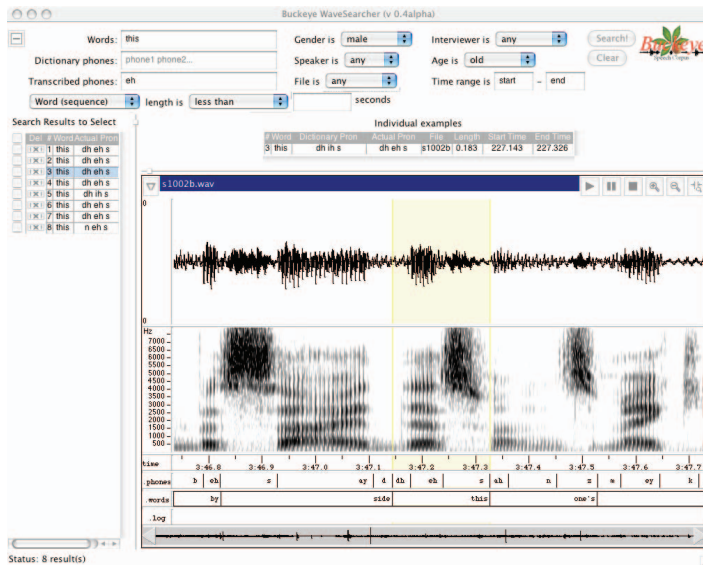 Buckeye WaveSearcher (v 0.4alpha)
Words: this Gender is male Interviewer is any Search!
Dictionary phones: phone1 phone2... Speaker is any Age is old Clear
Transcribed phones: eh File is any Time range is start – end
Word (sequence) length is less than seconds
Buckeye
Speech Corpus
Search Results to Select
Del # Word Actual Pron
(X) 1 this dh eh s
(X) 2 this dh eh s
(X) 3 this dh eh s
(X) 4 this dh eh s
(X) 5 this dh ih s
(X) 6 this dh eh s
(X) 7 this dh eh s
(X) 8 this n eh s
Individual examples
# Word Dictionary Pron Actual Pron File Length Start Time End Time
3 this dh ih s dh eh s s1002b 0.183 227.143 227.326
s1002b.wav
0
0
Hz
7000
6500
6000
5500
5000
4500
4000
3500
3000
2500
2000
1500
1000
500
time 3:46.8 3:46.9 3:47.0 3:47.1 3:47.2 3:47.3 3:47.4 3:47.5 3:47.6 3:47.7
.phones b eh s ay d dh eh s ah n z m ey k
.words by side this one's
.log
Status: 8 result(s)